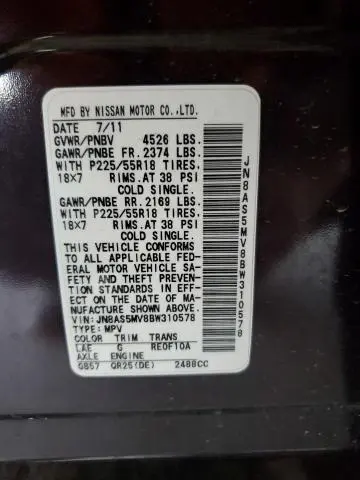 MFD BY NISSAN MOTOR CO.,LTD.
DATE 7/11
GVWR/PNBV 4526 LBS.
GAWR/PNBE FR.2374 LBS.
WITH P225/55R18 TIRES.
18X7 RIMS.AT 38 PSI
COLD SINGLE.
GAWR/PNBE RR.2169 LBS.
WITH P225/55R18 TIRES.
18X7 RIMS.AT 38 PSI
COLD SINGLE.
THIS VEHICLE CONFORMS
TO ALL APPLICABLE FED-
ERAL MOTOR VEHICLE SA-
FETY AND THEFT PREVENT-
ION STANDARDS IN EFF-
ECT ON THE DATE OF MA-
NUFACTURE SHOWN ABOVE.
VIN: JN8AS5MV8BW310578
TYPE: MPV
COLOR TRIM TRANS
LAE G RE0F10A
AXLE ENGINE
GB57 QR25(DE) 2488CC
JN8AS5MV8BW310578